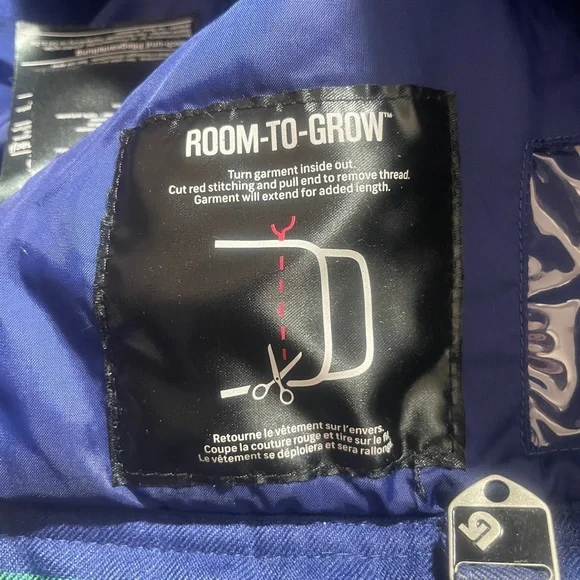 ROOM-TO-GROW™
Turn garment inside out.
Cut red stitching and pull end to remove thread.
Garment will extend for added length.
Retourne le vêtement sur l'envers.
Coupe la couture rouge et tire sur le
Le vêtement se déploiera et sera